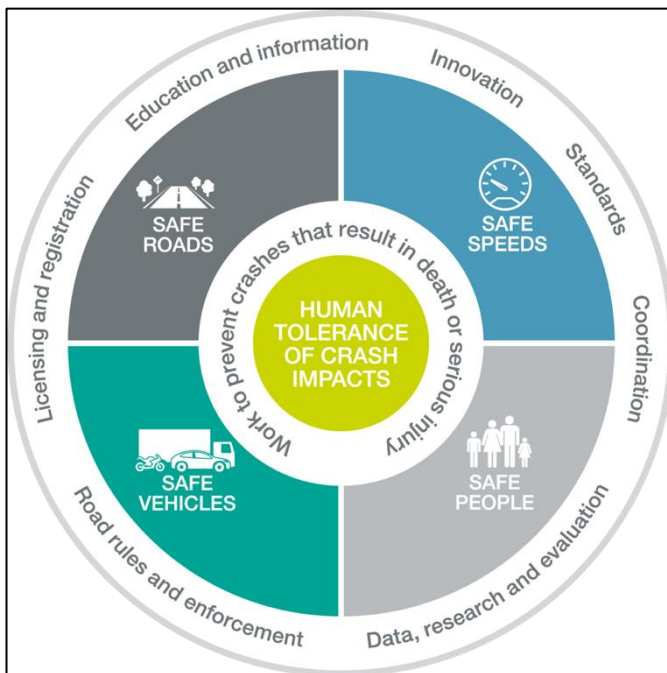 Education and information
Innovation
Standards
Coordination
Data, research and evaluation
Road rules and enforcement
Licensing and registration
SAFE
ROADS
SAFE
SPEEDS
SAFE
PEOPLE
SAFE
VEHICLES
Work to prevent crashes that result in death or serious injury
HUMAN
TOLERANCE
OF CRASH
IMPACTS